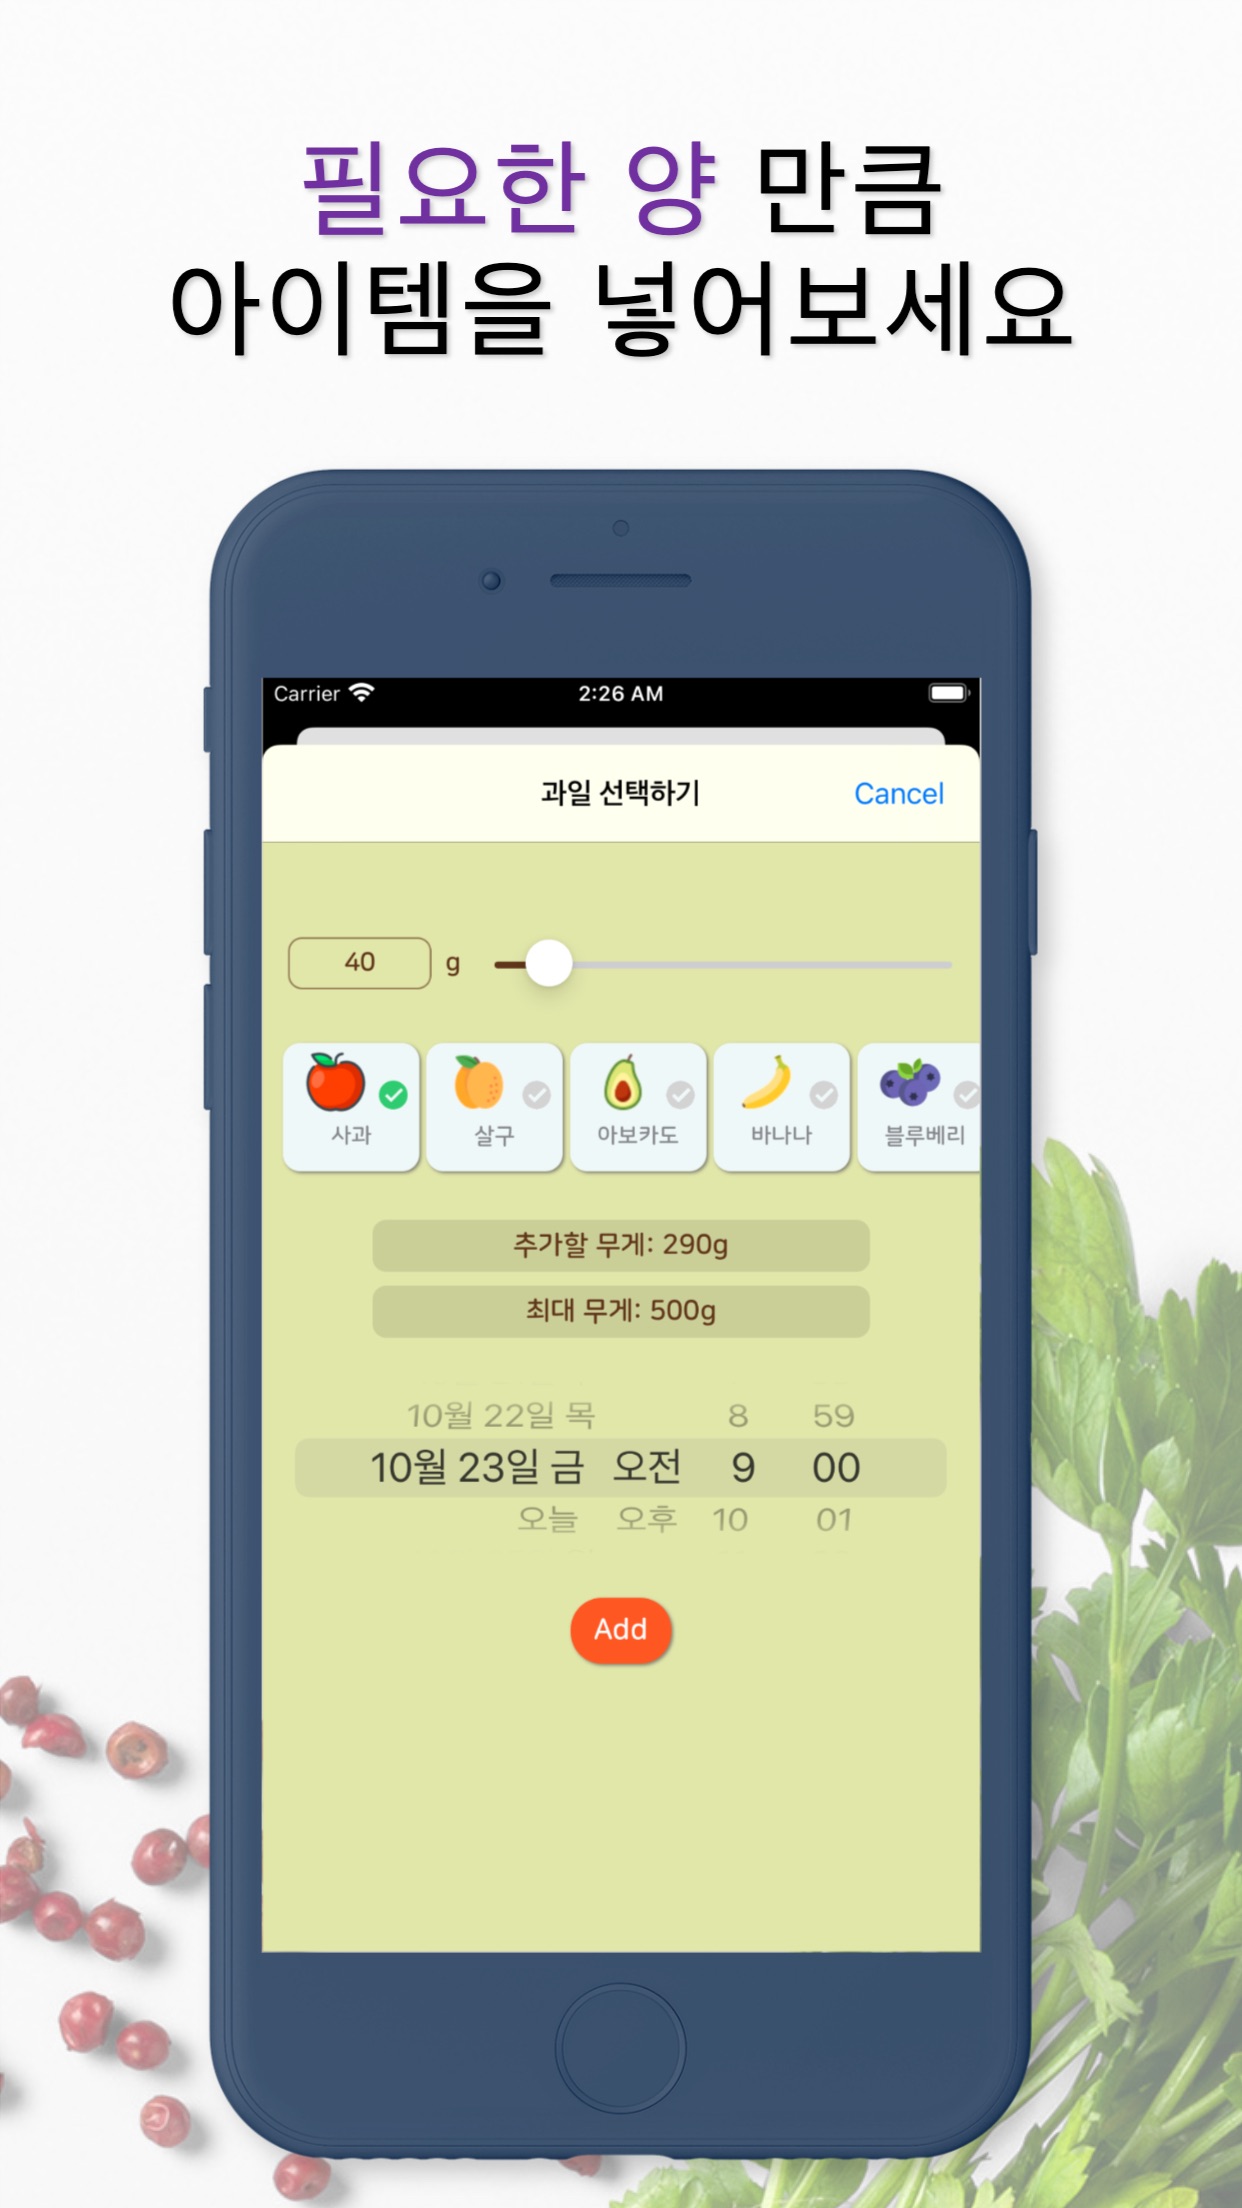 필요한 양 만큼
아이템을 넣어보세요
Carrier 2:26 AM
과일 선택하기 Cancel
40 g
사과 살구 아보카도 바나나 블루베리
추가할 무게: 290g
최대 무게: 500g
10월 22일 목 8 59
10월 23일 금 오전 9 00
오늘 오후 10 01
Add